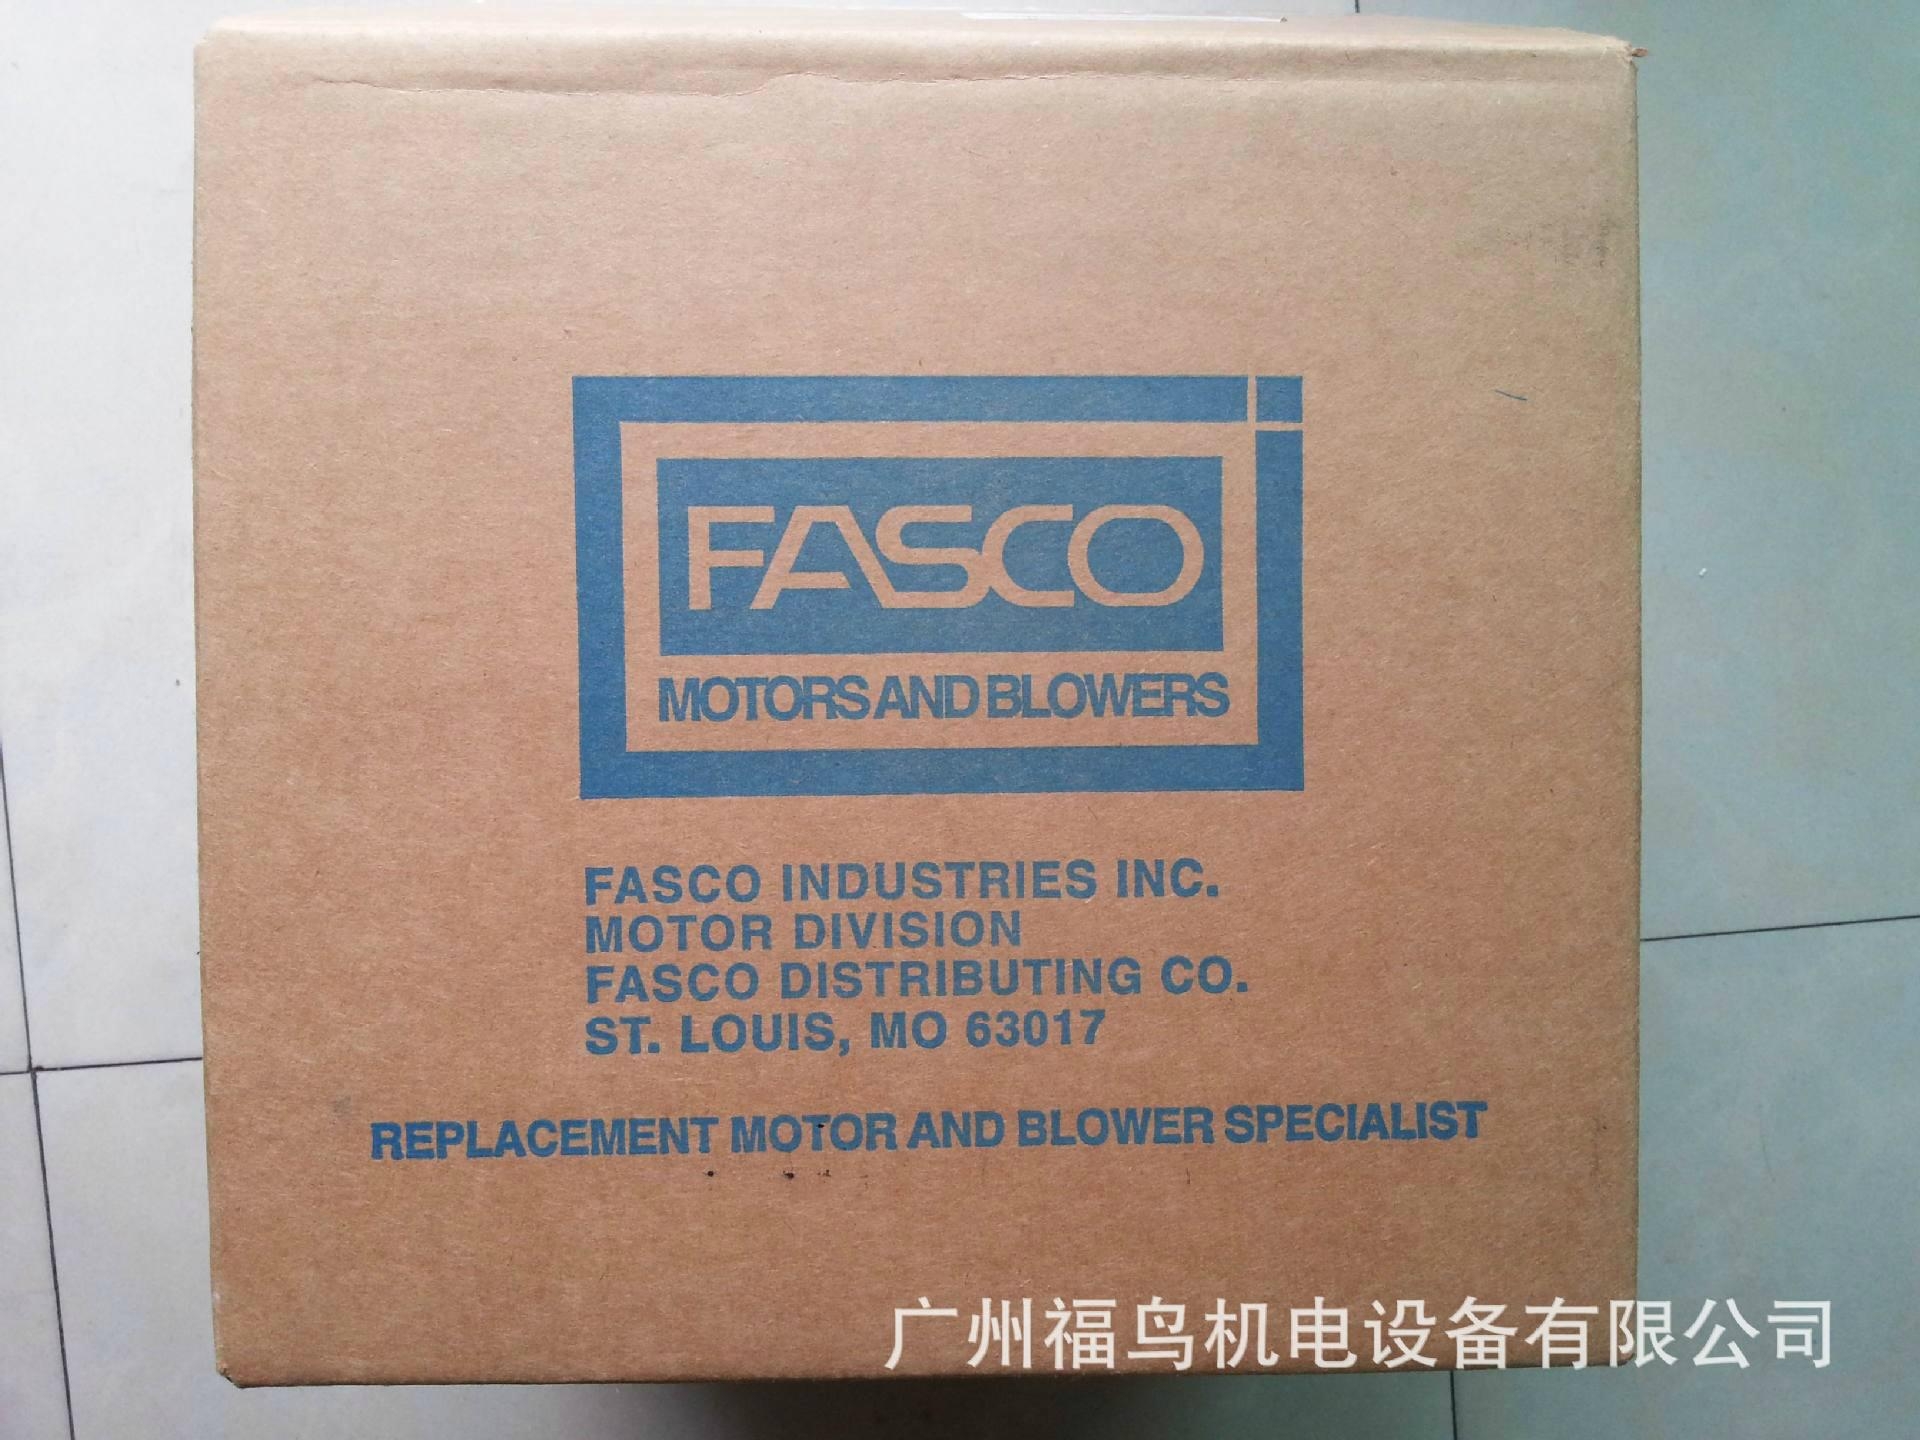 FASCO
MOTORS AND BLOWERS
FASCO INDUSTRIES INC.
MOTOR DIVISION
FASCO DISTRIBUTING CO.
ST. LOUIS, MO 63017
REPLACEMENT MOTOR AND BLOWER SPECIALIST
广州福鸟机电设备有限公司